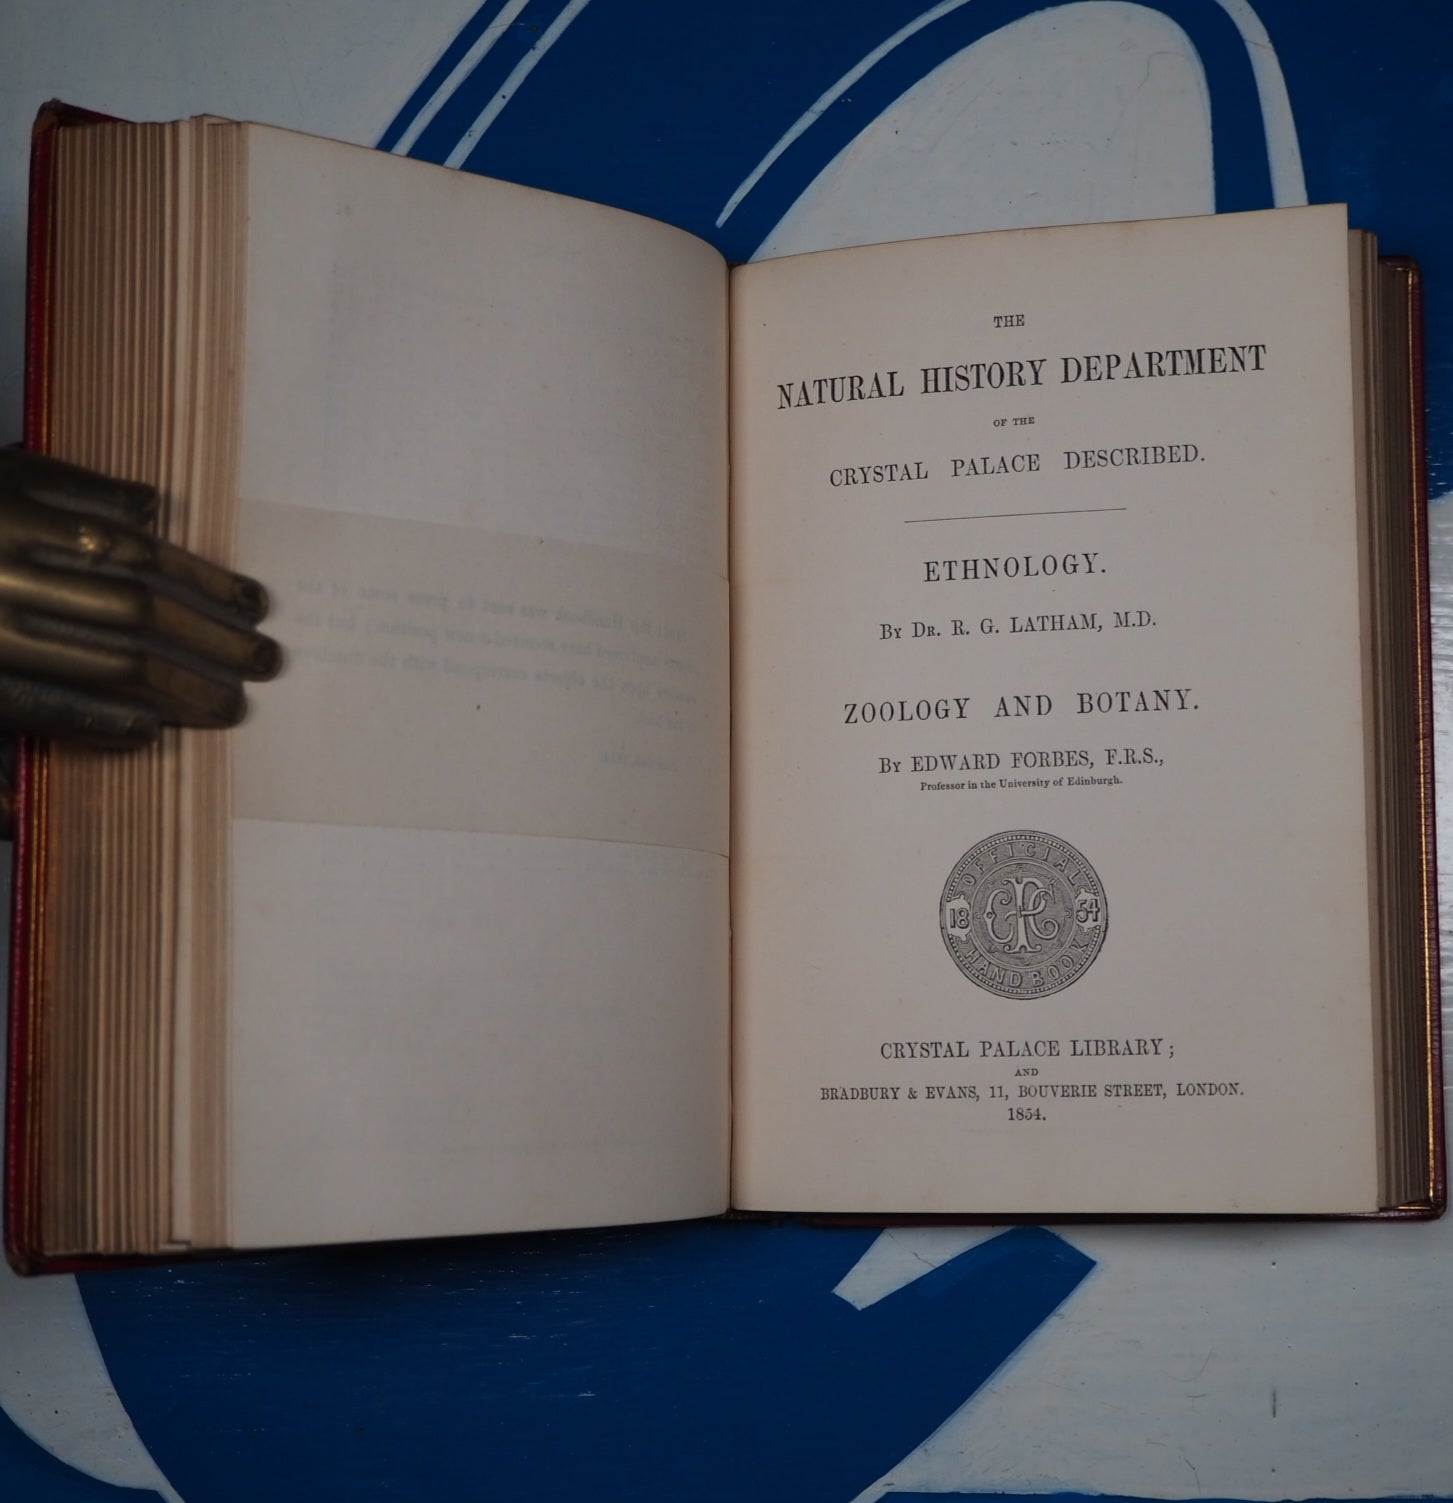 THE
NATURAL HISTORY DEPARTMENT
OF THE
CRYSTAL PALACE DESCRIBED.
ETHNOLOGY.
By Dr. R. G. LATHAM, M.D.
ZOOLOGY AND BOTANY.
By EDWARD FORBES, F.R.S.,
Professor in the University of Edinburgh.
OFFICIAL
18 CPC 54
HANDBOOK
CRYSTAL PALACE LIBRARY;
AND
BRADBURY & EVANS, 11, BOUVERIE STREET, LONDON.
1854.